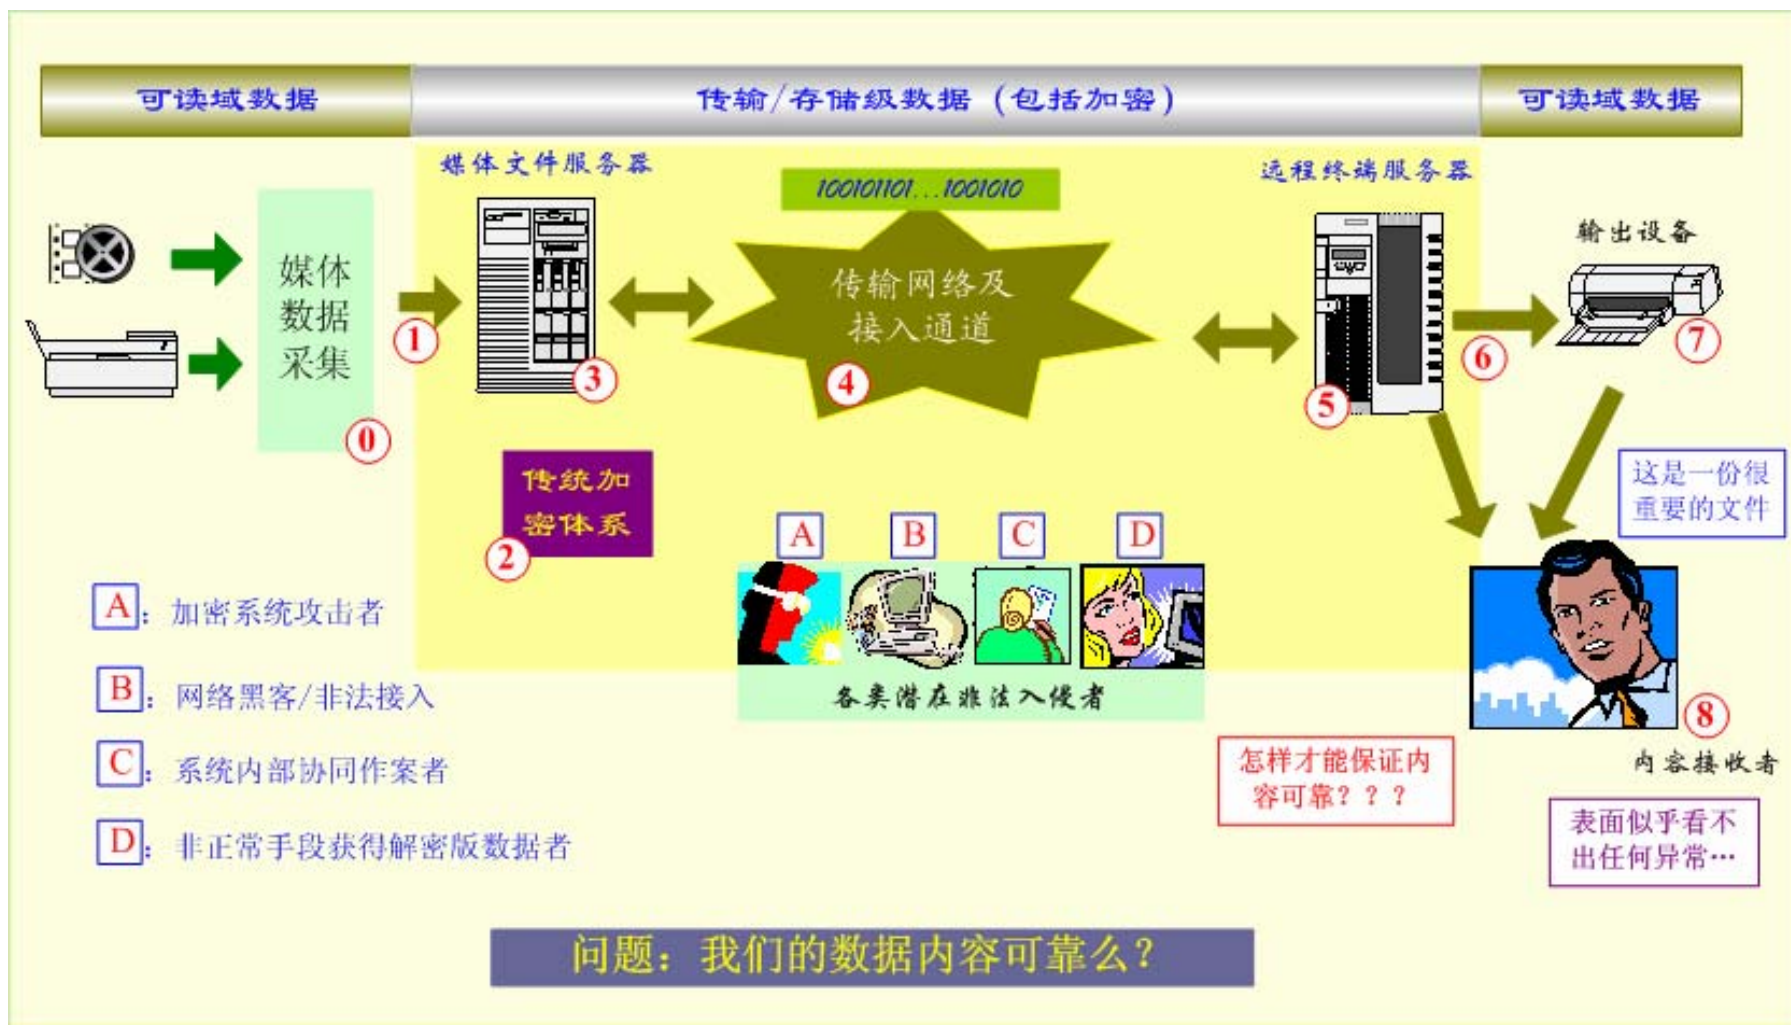 可读域数据
传输/存储级数据 (包括加密)
可读域数据
媒体文件服务器
100101101...1001010
远程终端服务器
输出设备
媒体
数据
采集
传输网络及
接入通道
1
3
4
5
6
7
0
传统加
密体系
2
这是一份很
重要的文件
A
B
C
D
各类潜在非法入侵者
A：加密系统攻击者
B：网络黑客/非法接入
C：系统内部协同作案者
D：非正常手段获得解密版数据者
8
内容接收者
怎样才能保证内
容可靠？？？
表面似乎看不
出任何异常…
问题：我们的数据内容可靠么？